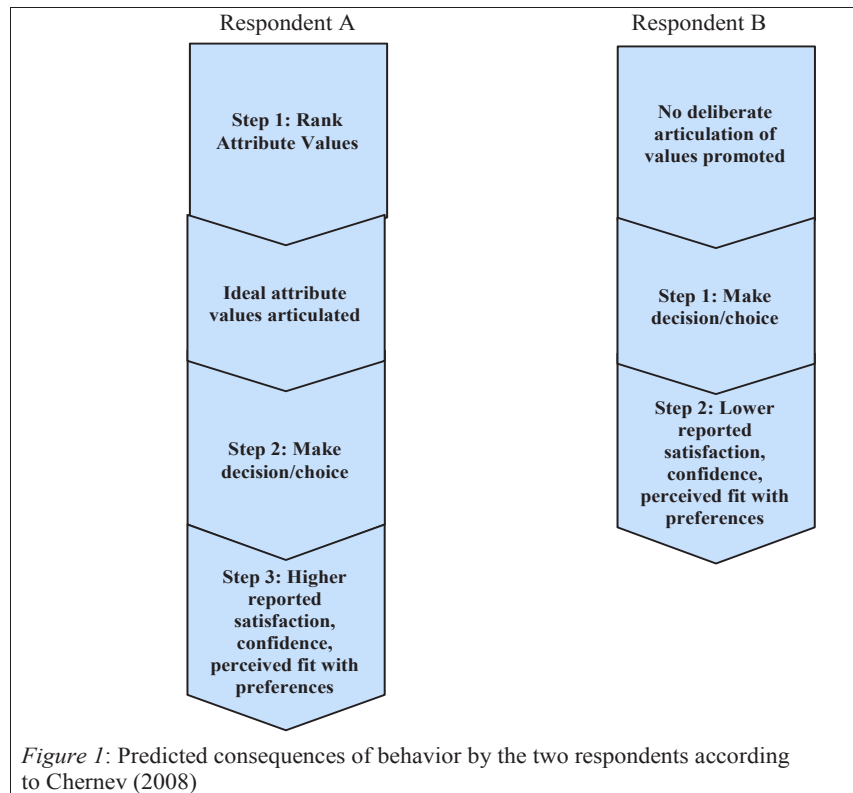 Respondent A
Step 1: Rank
Attribute Values
Ideal attribute
values articulated
Step 2: Make
decision/choice
Step 3: Higher
reported
satisfaction,
confidence,
perceived fit with
preferences
Respondent B
No deliberate
articulation of
values promoted
Step 1: Make
decision/choice
Step 2: Lower
reported
satisfaction,
confidence,
perceived fit with
preferences
Figure 1: Predicted consequences of behavior by the two respondents according
to Chernev (2008)